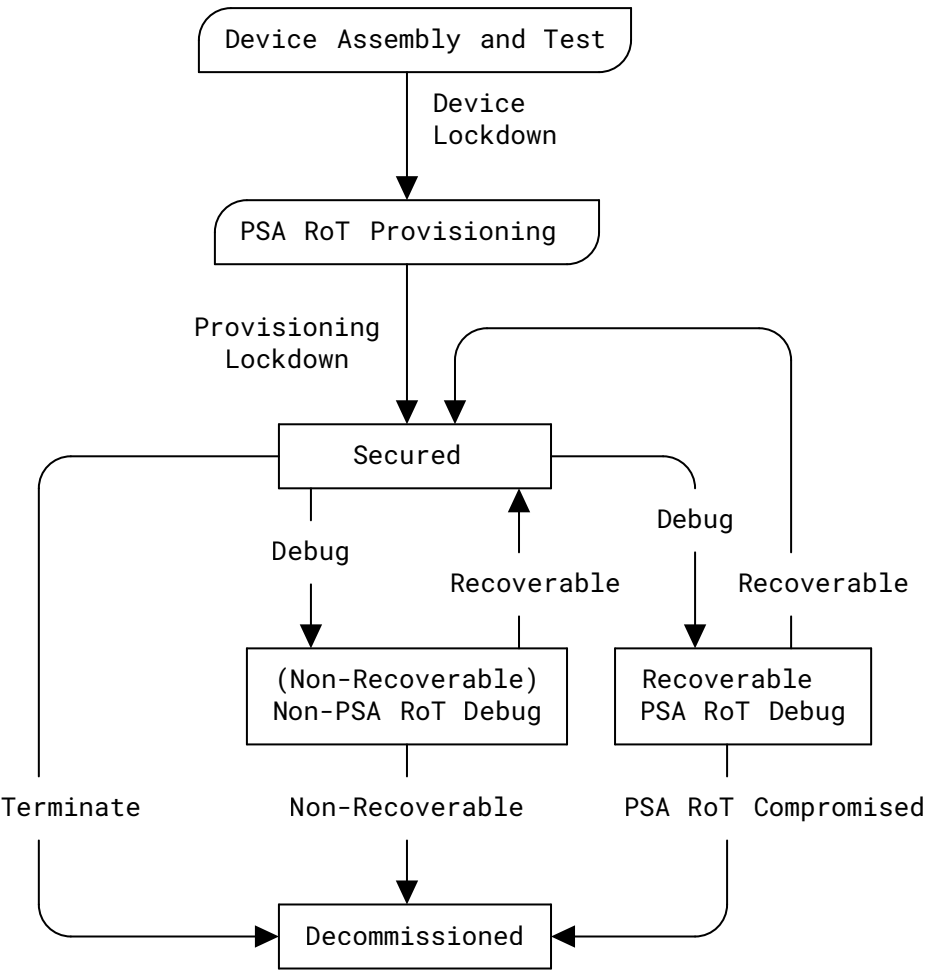 Device Assembly and Test
Device
Lockdown
PSA RoT Provisioning
Provisioning
Lockdown
Secured
Debug
Debug
Recoverable
Recoverable
(Non-Recoverable)
Non-PSA RoT Debug
Recoverable
PSA RoT Debug
Terminate
Non-Recoverable
PSA RoT Compromised
Decommissioned